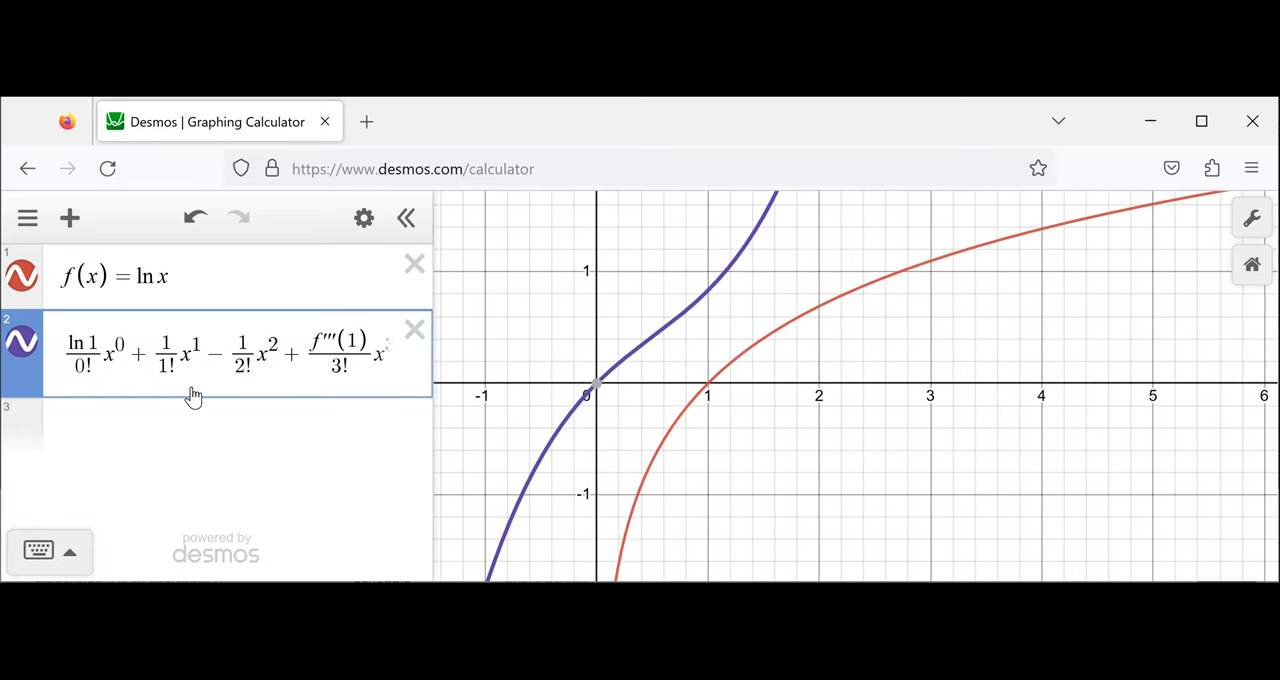 Desmos | Graphing Calculator
https://www.desmos.com/calculator
1
f(x) = ln x
2
ln 1/0! x^0 + 1/1! x^1 − 1/2! x^2 + f'''(1)/3! x
3
powered by
desmos
1
-1
-1 0 1 2 3 4 5 6